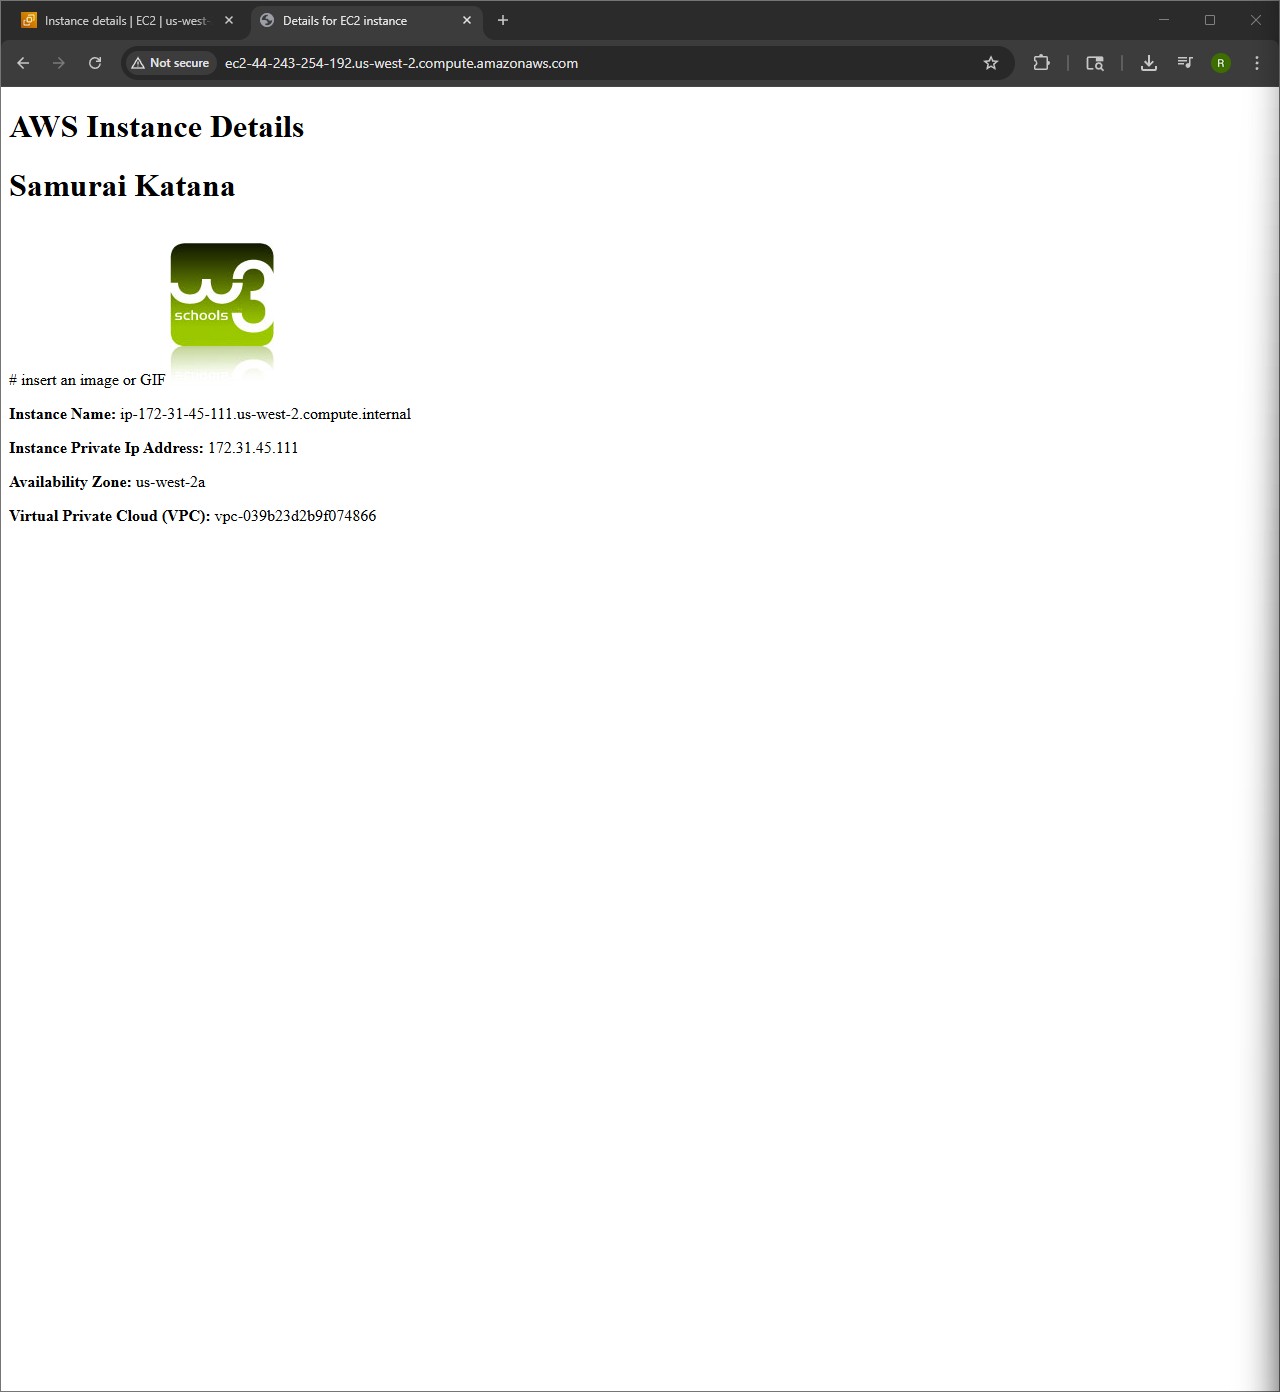 Instance details | EC2 | us-west-
Details for EC2 instance
Not secure
ec2-44-243-254-192.us-west-2.compute.amazonaws.com
R
AWS Instance Details
Samurai Katana
w3
schools
# insert an image or GIF
Instance Name: ip-172-31-45-111.us-west-2.compute.internal
Instance Private Ip Address: 172.31.45.111
Availability Zone: us-west-2a
Virtual Private Cloud (VPC): vpc-039b23d2b9f074866